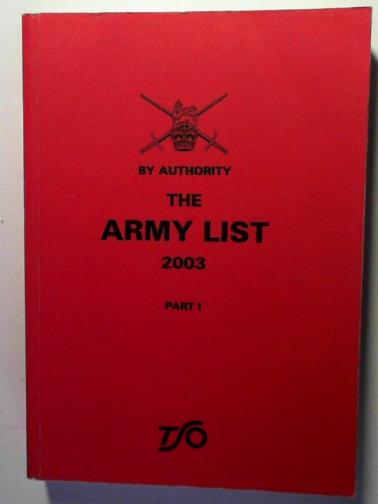 BY AUTHORITY
THE
ARMY LIST
2003
PART I
TSO